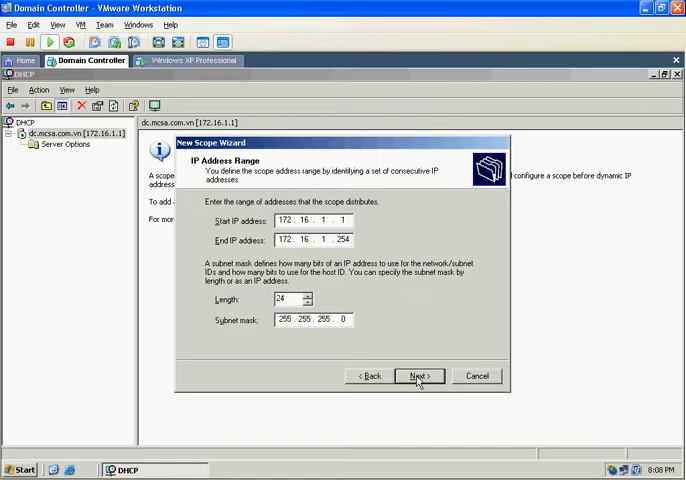 Domain Controller - VMware Workstation
File Edit View VM Team Windows Help
Home Domain Controller Windows XP Professional
DHCP
File Action View Help
DHCP
dc.mcsa.com.vn [172.16.1.1]
Server Options
dc.mcsa.com.vn [172.16.1.1]
A scope
address
To add
For mor
configure a scope before dynamic IP
New Scope Wizard
IP Address Range
You define the scope address range by identifying a set of consecutive IP
addresses.
Enter the range of addresses that the scope distributes.
Start IP address: 172 . 16 . 1 . 1
End IP address: 172 . 16 . 1 . 254
A subnet mask defines how many bits of an IP address to use for the network/subnet
IDs and how many bits to use for the host ID. You can specify the subnet mask by
length or as an IP address.
Length: 24
Subnet mask: 255 . 255 . 255 . 0
< Back Next > Cancel
Start DHCP 8:08 PM